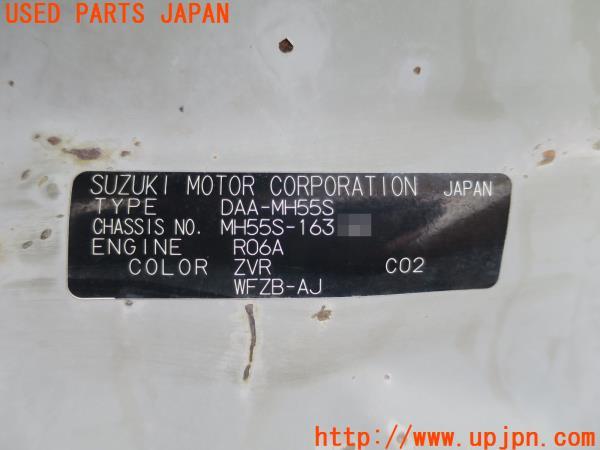 USED PARTS JAPAN
SUZUKI MOTOR CORPORATION JAPAN
TYPE DAA-MH55S
CHASSIS NO. MH55S-163
ENGINE R06A
COLOR ZVR C02
WFZB-AJ
http://www.upjpn.com/